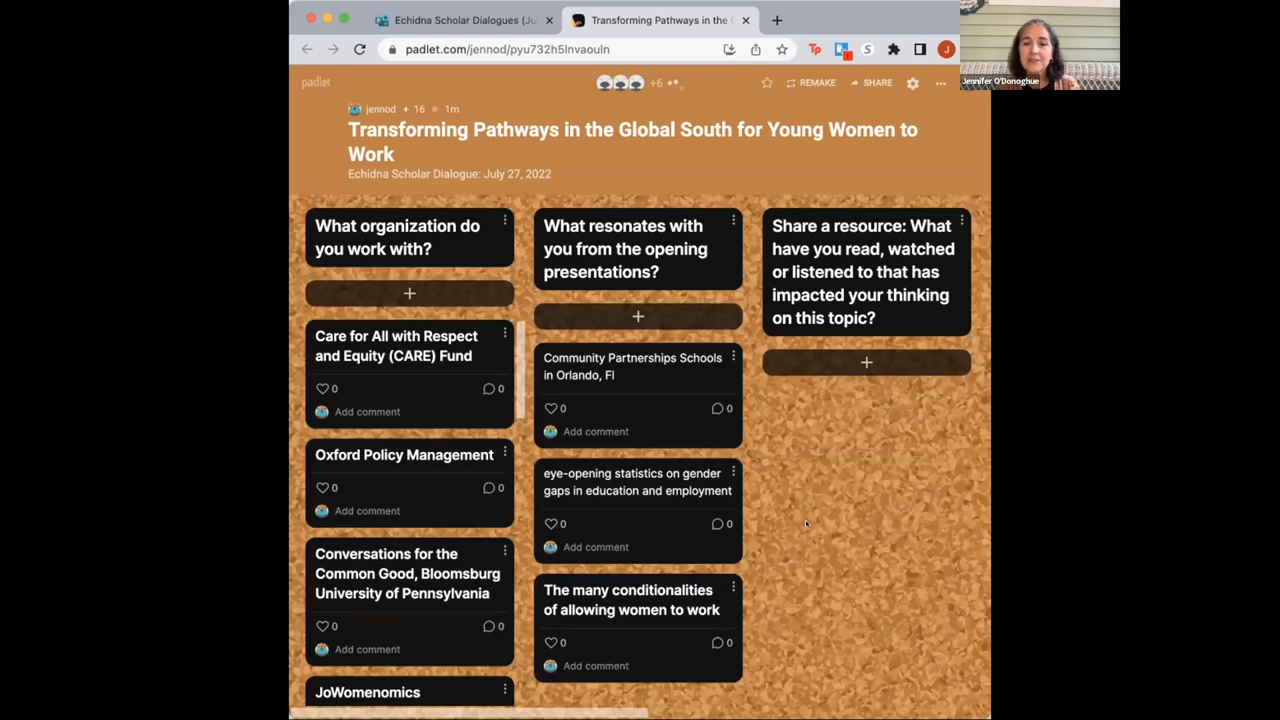 Echidna Scholar Dialogues (Ju
Transforming Pathways in the
padlet.com/jennod/pyu732h5lnvaouln
Tp
1
S
J
Jennifer O'Donoghue
padlet
+6
REMAKE
SHARE
jennod + 16 1m
Transforming Pathways in the Global South for Young Women to
Work
Echidna Scholar Dialogue: July 27, 2022
What organization do
you work with?
+
Care for All with Respect
and Equity (CARE) Fund
0 0
Add comment
Oxford Policy Management
0 0
Add comment
Conversations for the
Common Good, Bloomsburg
University of Pennsylvania
0 0
Add comment
JoWomenomics
What resonates with
you from the opening
presentations?
+
Community Partnerships Schools
in Orlando, Fl
0 0
Add comment
eye-opening statistics on gender
gaps in education and employment
0 0
Add comment
The many conditionalities
of allowing women to work
0 0
Add comment
Share a resource: What
have you read, watched
or listened to that has
impacted your thinking
on this topic?
+